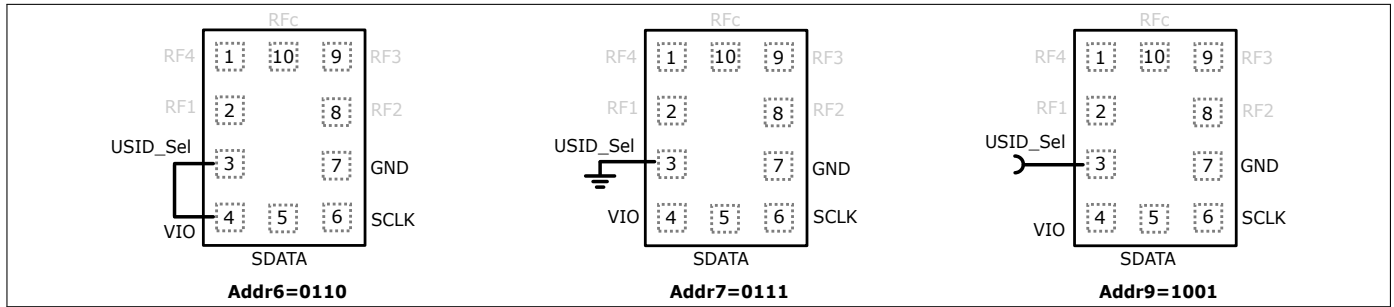 RFc RFc RFc
RF4 1 10 9 RF3 RF4 1 10 9 RF3 RF4 1 10 9 RF3
RF1 2 8 RF2 RF1 2 8 RF2 RF1 2 8 RF2
USID_Sel USID_Sel USID_Sel
3 7 GND 3 7 GND 3 7 GND
VIO 4 5 6 SCLK VIO 4 5 6 SCLK VIO 4 5 6 SCLK
SDATA SDATA SDATA
Addr6=0110 Addr7=0111 Addr9=1001